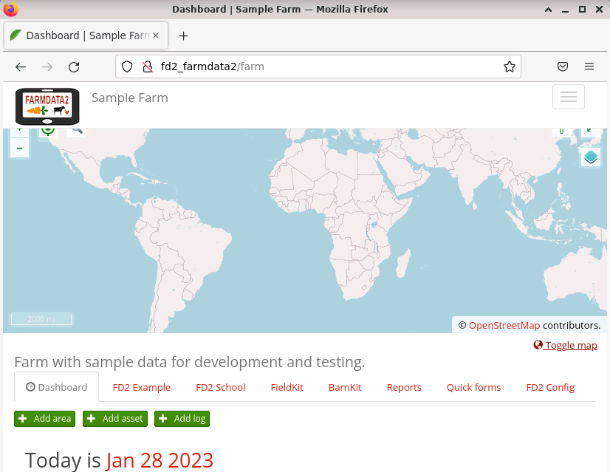 Dashboard | Sample Farm — Mozilla Firefox
Dashboard | Sample Farm
fd2_farmdata2/farm
FARMDATA2
Sample Farm
+
−
2000 mi
© OpenStreetMap contributors.
Toggle map
Farm with sample data for development and testing.
Dashboard FD2 Example FD2 School FieldKit BarnKit Reports Quick forms FD2 Config
Add area Add asset Add log
Today is Jan 28 2023